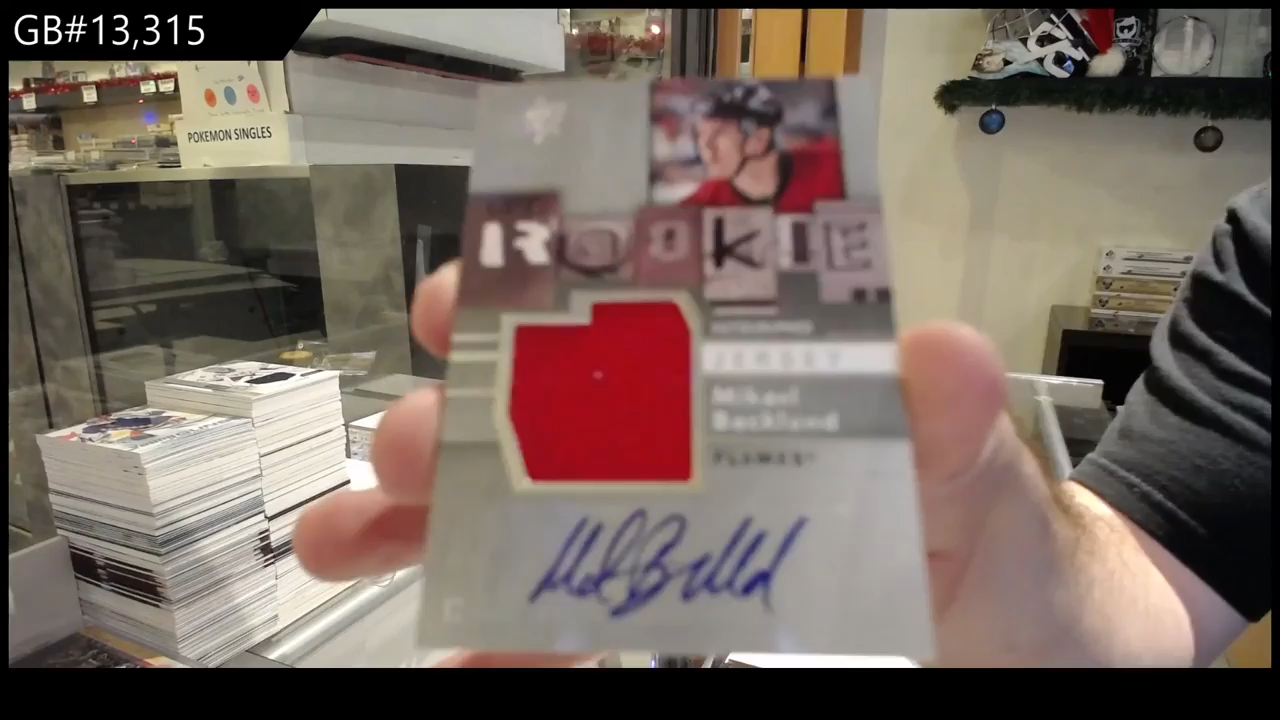 GB#13,315
POKEMON SINGLES
ROOKIE
JERSEY
Mikael
Backlund
FLAMES